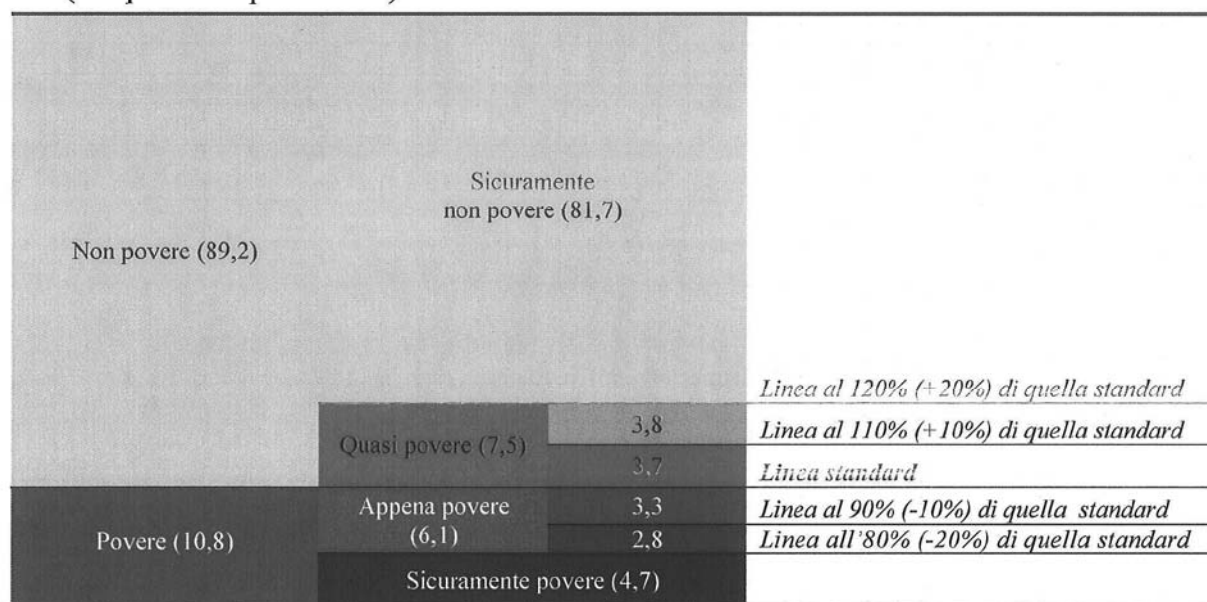 Sicuramente
non povere (81,7)
Non povere (89,2)
Linea al 120% (+20%) di quella standard
Quasi povere (7,5)
3,8
Linea al 110% (+10%) di quella standard
3,7
Linea standard
Povere (10,8)
Appena povere
(6,1)
3,3
Linea al 90% (-10%) di quella standard
2,8
Linea all'80% (-20%) di quella standard
Sicuramente povere (4,7)